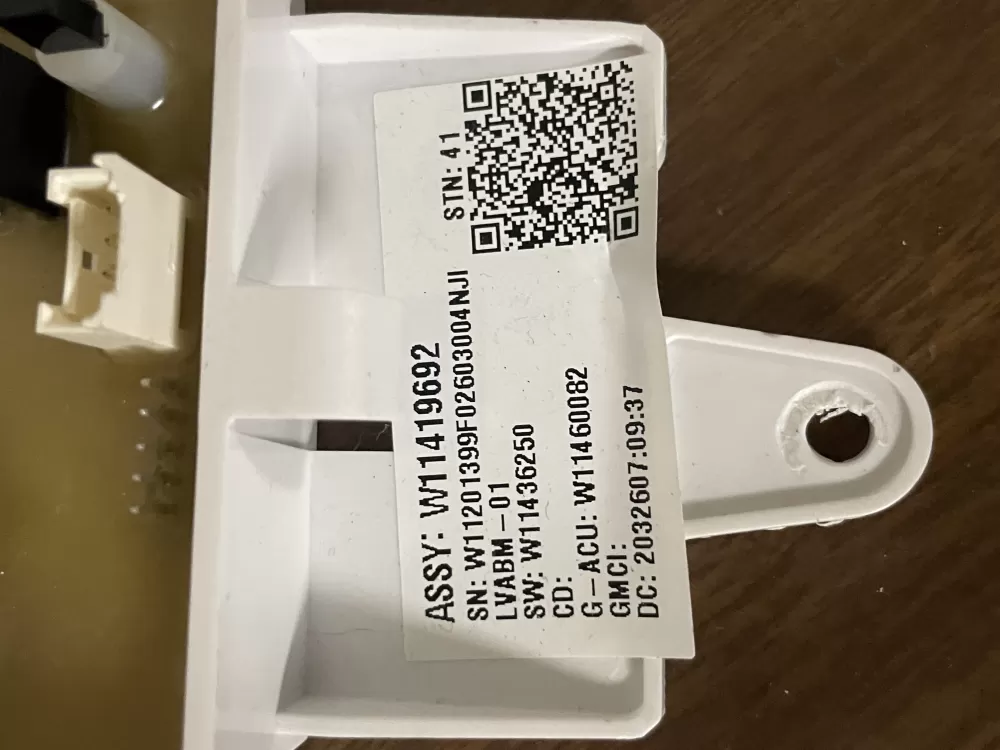 STN: 41
ASSY: W11419692
SN: W11201399F02603004NJI
LVABM-01
SW: W11436250
CD:
G-ACU: W11460082
GMCI:
DC: 2032607:09:37